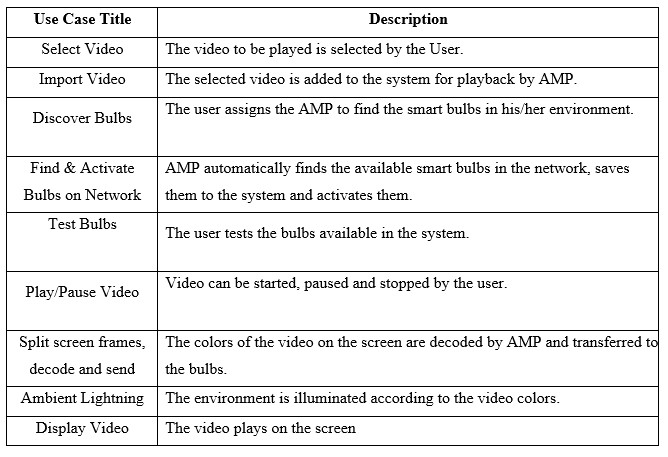 Use Case Title Description
Select Video The video to be played is selected by the User.
Import Video The selected video is added to the system for playback by AMP.
Discover Bulbs The user assigns the AMP to find the smart bulbs in his/her environment.
Find & Activate AMP automatically finds the available smart bulbs in the network, saves
Bulbs on Network them to the system and activates them.
Test Bulbs The user tests the bulbs available in the system.
Play/Pause Video Video can be started, paused and stopped by the user.
Split screen frames, The colors of the video on the screen are decoded by AMP and transferred to
decode and send the bulbs.
Ambient Lightning The environment is illuminated according to the video colors.
Display Video The video plays on the screen